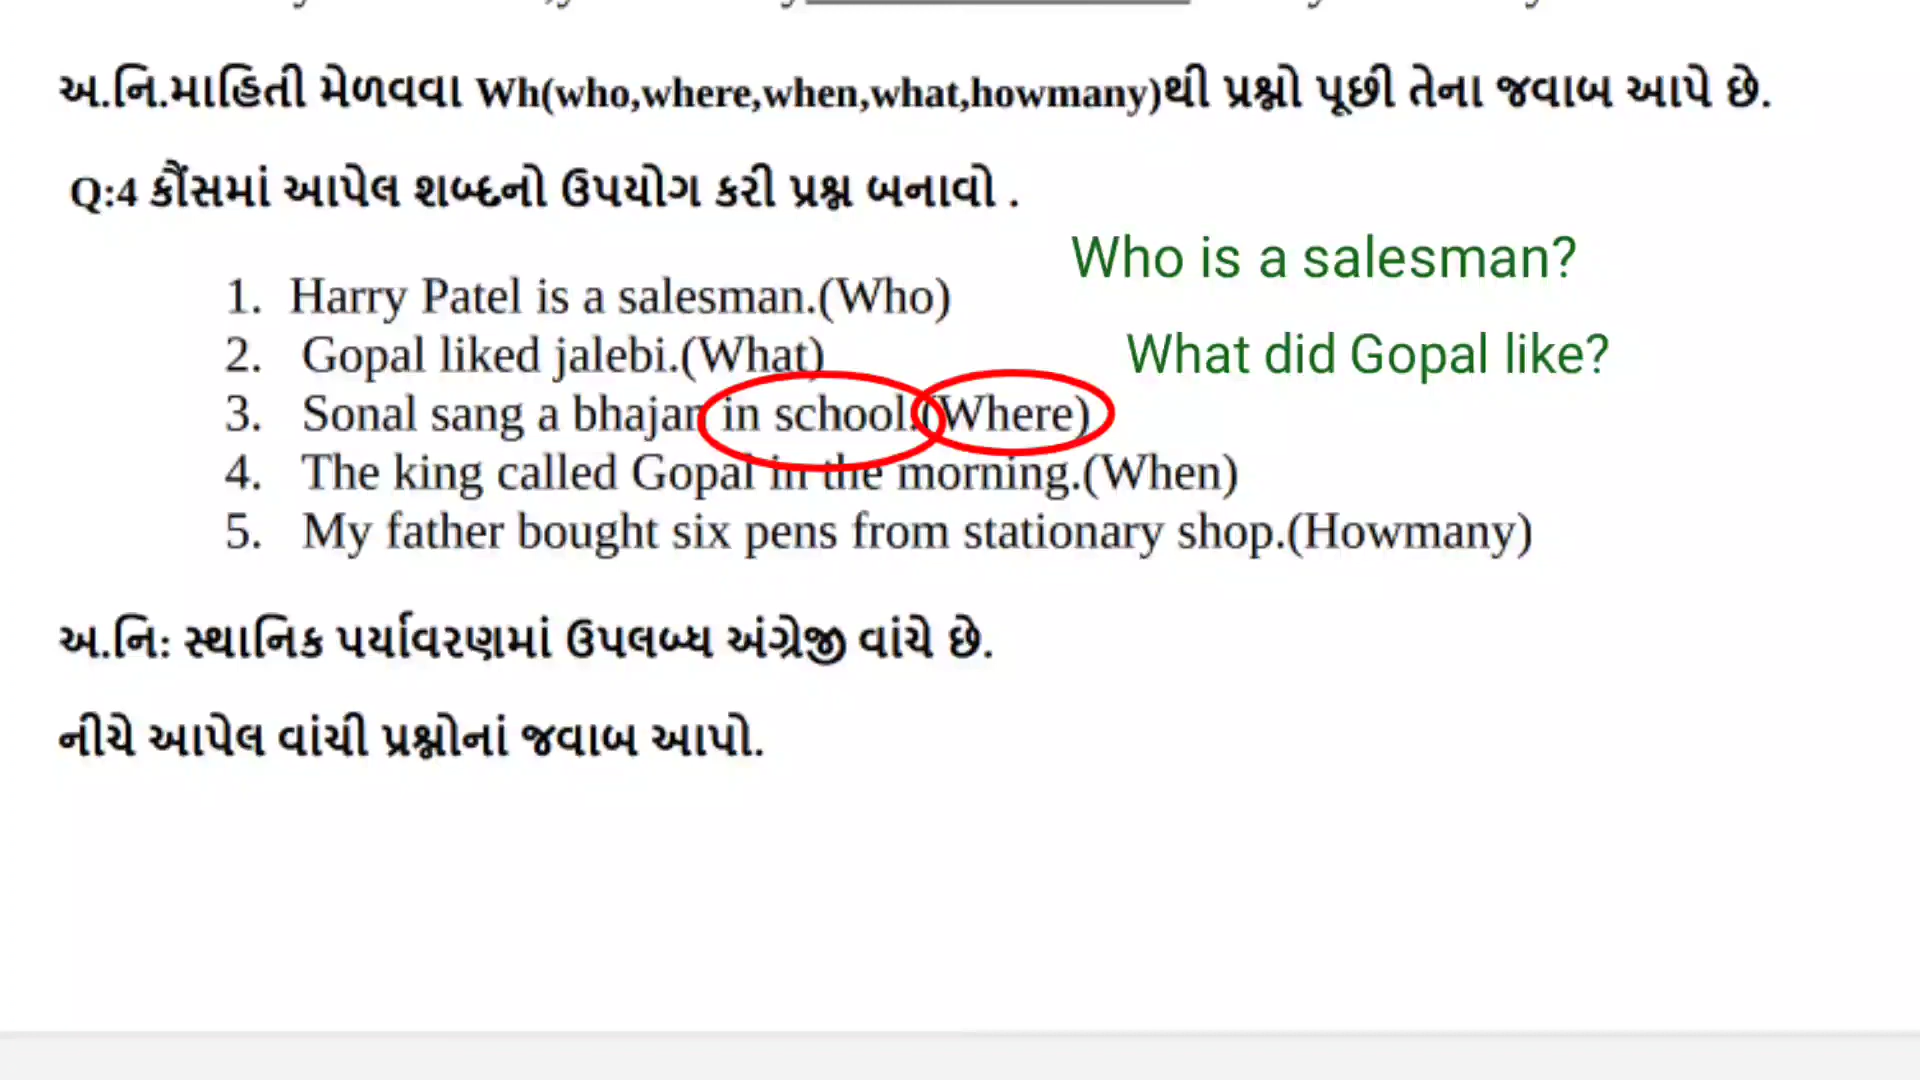 અ.નિ.માહિતી મેળવવા Wh(who,where,when,what,howmany)થી પ્રશ્નો પૂછી તેના જવાબ આપે છે.
Q:4 કૌંસમાં આપેલ શબ્દનો ઉપયોગ કરી પ્રશ્ન બનાવો .
Who is a salesman?
1. Harry Patel is a salesman.(Who)
2. Gopal liked jalebi.(What)
What did Gopal like?
3. Sonal sang a bhajan in school.(Where)
4. The king called Gopal in the morning.(When)
5. My father bought six pens from stationary shop.(Howmany)
અ.નિ: સ્થાનિક પર્યાવરણમાં ઉપલબ્ધ અંગ્રેજી વાંચે છે.
નીચે આપેલ વાંચી પ્રશ્નોનાં જવાબ આપો.